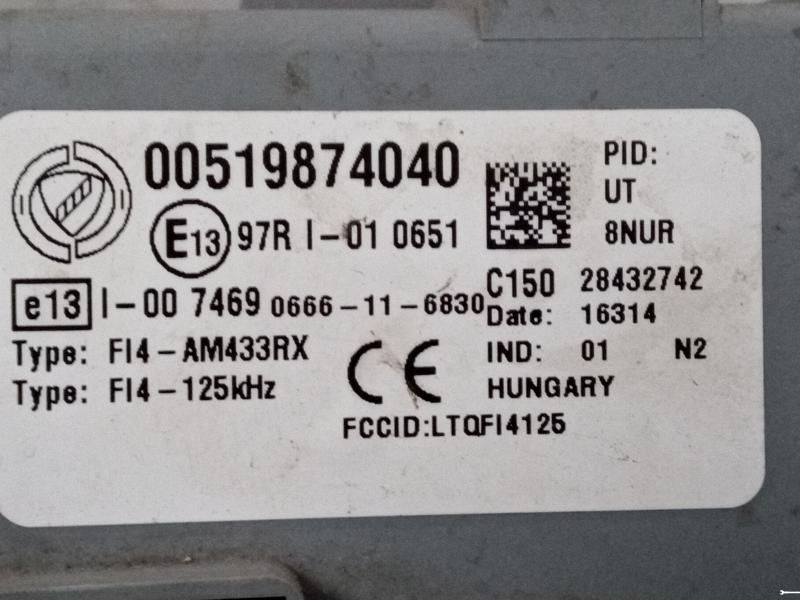 00519874040
PID:
UT
8NUR
E13 97R I-01 0651
e13 I-00 7469 0666-11-6830
C150 28432742
Date: 16314
Type: FI4-AM433RX
IND: 01 N2
Type: FI4-125kHz
CE
HUNGARY
FCCID:LTQFI4125